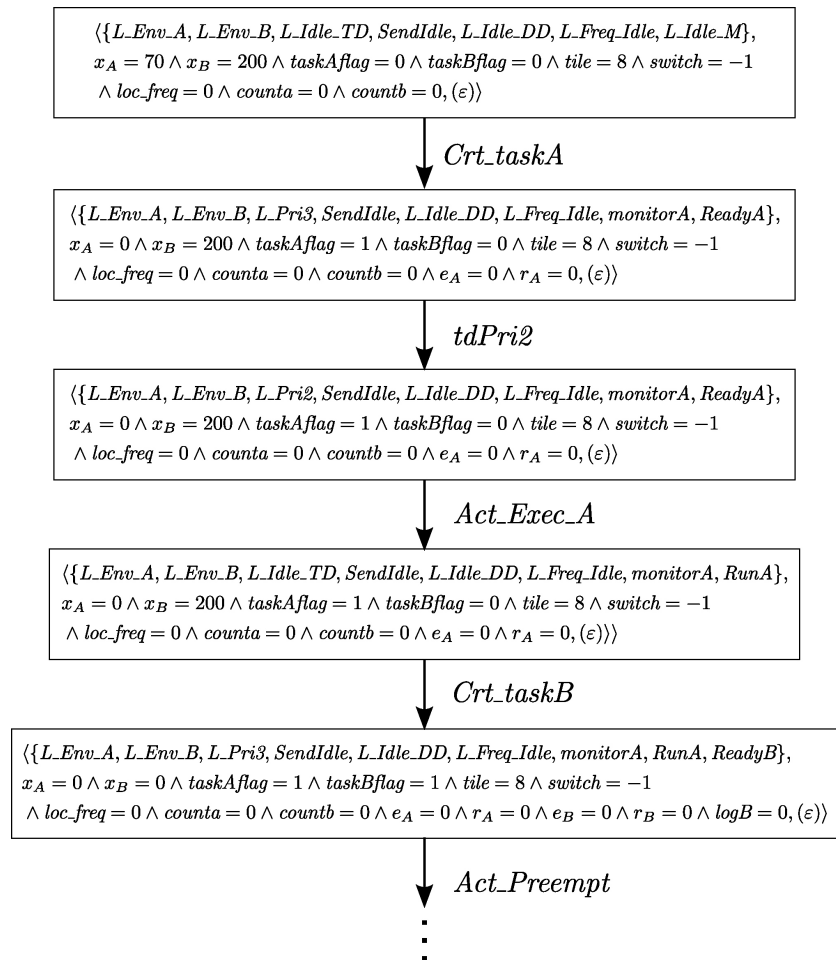 ⟨{L_Env_A, L_Env_B, L_Idle_TD, SendIdle, L_Idle_DD, L_Freq_Idle, L_Idle_M},
x_A = 70 ∧ x_B = 200 ∧ taskAflag = 0 ∧ taskBflag = 0 ∧ tile = 8 ∧ switch = −1
∧ loc_freq = 0 ∧ counta = 0 ∧ countb = 0, (ε)⟩
Crt_taskA
⟨{L_Env_A, L_Env_B, L_Pri3, SendIdle, L_Idle_DD, L_Freq_Idle, monitorA, ReadyA},
x_A = 0 ∧ x_B = 200 ∧ taskAflag = 1 ∧ taskBflag = 0 ∧ tile = 8 ∧ switch = −1
∧ loc_freq = 0 ∧ counta = 0 ∧ countb = 0 ∧ e_A = 0 ∧ r_A = 0, (ε)⟩
tdPri2
⟨{L_Env_A, L_Env_B, L_Pri2, SendIdle, L_Idle_DD, L_Freq_Idle, monitorA, ReadyA},
x_A = 0 ∧ x_B = 200 ∧ taskAflag = 1 ∧ taskBflag = 0 ∧ tile = 8 ∧ switch = −1
∧ loc_freq = 0 ∧ counta = 0 ∧ countb = 0 ∧ e_A = 0 ∧ r_A = 0, (ε)⟩
Act_Exec_A
⟨{L_Env_A, L_Env_B, L_Idle_TD, SendIdle, L_Idle_DD, L_Freq_Idle, monitorA, RunA},
x_A = 0 ∧ x_B = 200 ∧ taskAflag = 1 ∧ taskBflag = 0 ∧ tile = 8 ∧ switch = −1
∧ loc_freq = 0 ∧ counta = 0 ∧ countb = 0 ∧ e_A = 0 ∧ r_A = 0, (ε)⟩⟩
Crt_taskB
⟨{L_Env_A, L_Env_B, L_Pri3, SendIdle, L_Idle_DD, L_Freq_Idle, monitorA, RunA, ReadyB},
x_A = 0 ∧ x_B = 0 ∧ taskAflag = 1 ∧ taskBflag = 1 ∧ tile = 8 ∧ switch = −1
∧ loc_freq = 0 ∧ counta = 0 ∧ countb = 0 ∧ e_A = 0 ∧ r_A = 0 ∧ e_B = 0 ∧ r_B = 0 ∧ logB = 0, (ε)⟩
Act_Preempt